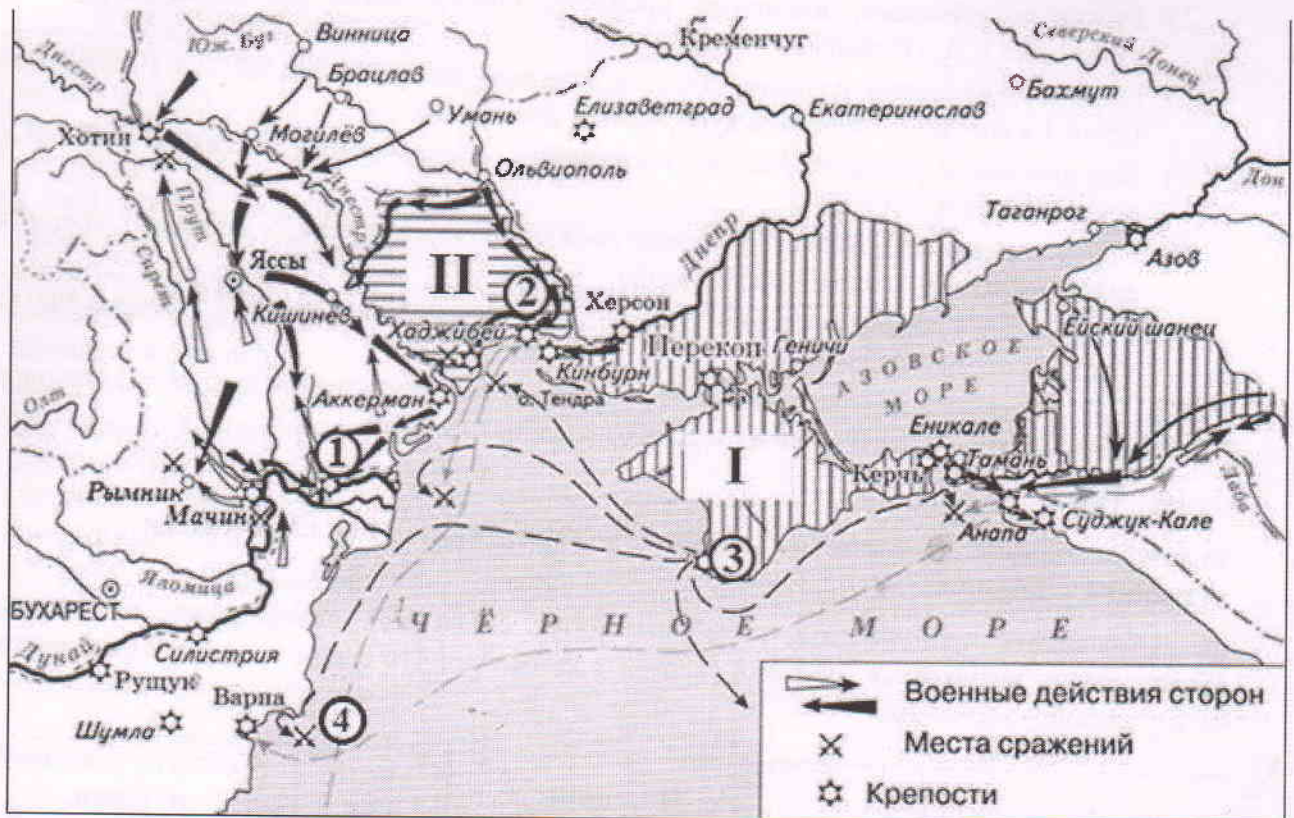 Днестр
Юж. Буг
Винница
Кременчуг
Северский Донец
Брацлав
Бахмут
Умань
Елизаветград
Екатеринослав
Хотин
Могилёв
Ольвиополь
Дон
Прут
Днестр
Днепр
Таганрог
Азов
Сирет
Яссы
II
2
Херсон
Кишинёв
Хаджибей
Перекоп
Геничи
Ейский шанец
Кинбурн
АЗОВСКОЕ
МОРЕ
Олт
Аккерман
о. Тендра
Еникале
1
I
Керчь
Тамань
Лаба
Рымник
Мачин
Анапа
Суджук-Кале
3
Яломица
БУХАРЕСТ
ЧЁРНОЕ МОРЕ
Силистрия
Дунай
Рущук
Варна
4
Шумла
Военные действия сторон
Места сражений
Крепости